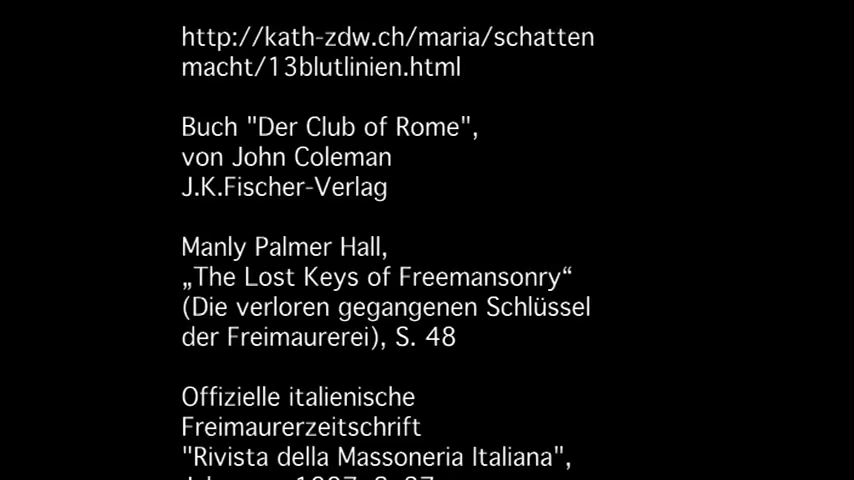 http://kath-zdw.ch/maria/schatten
macht/13blutlinien.html
Buch "Der Club of Rome",
von John Coleman
J.K.Fischer-Verlag
Manly Palmer Hall,
„The Lost Keys of Freemansonry“
(Die verloren gegangenen Schlüssel
der Freimaurerei), S. 48
Offizielle italienische
Freimaurerzeitschrift
"Rivista della Massoneria Italiana",